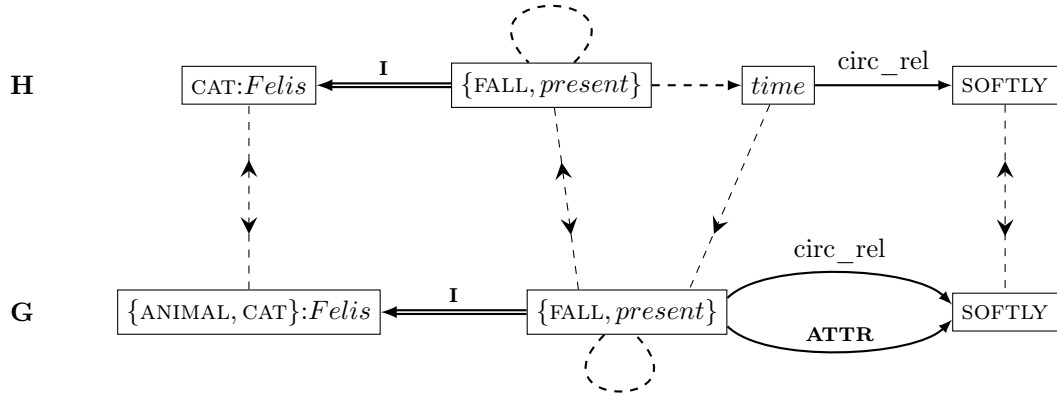 I circ_rel
H CAT:Felis {FALL, present} time SOFTLY
circ_rel
I
G {ANIMAL, CAT}:Felis {FALL, present} SOFTLY
ATTR